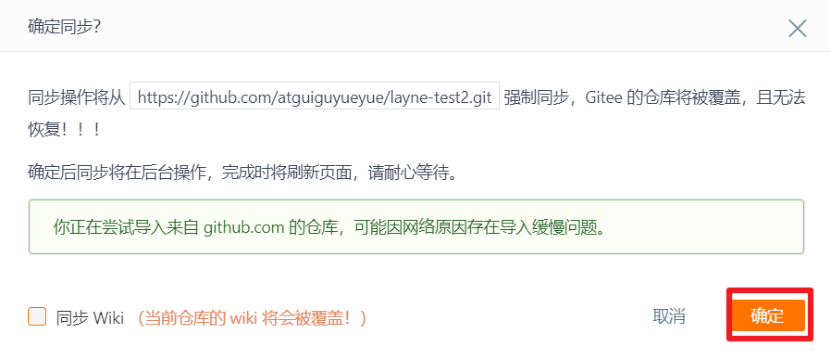 确定同步？
同步操作将从 https://github.com/atguiguyueyue/layne-test2.git 强制同步，Gitee 的仓库将被覆盖，且无法
恢复！！！
确定后同步将在后台操作，完成时将刷新页面，请耐心等待。
你正在尝试导入来自 github.com 的仓库，可能因网络原因存在导入缓慢问题。
同步 Wiki （当前仓库的 wiki 将会被覆盖！） 取消 确定